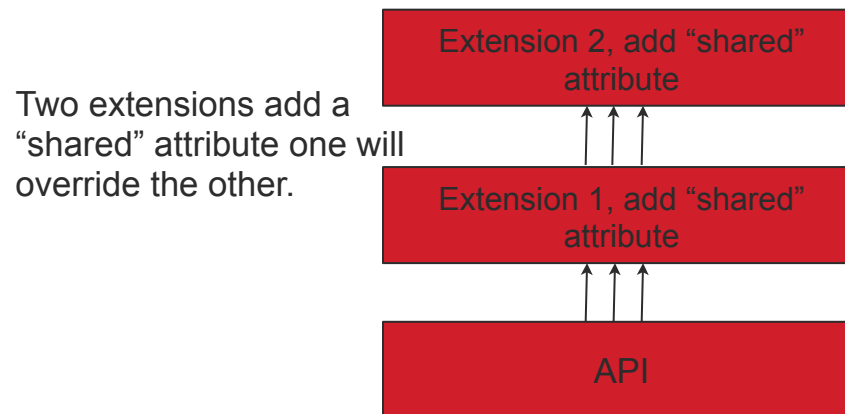 Extension 2, add “shared”
attribute
Two extensions add a
“shared” attribute one will
override the other.
Extension 1, add “shared”
attribute
API